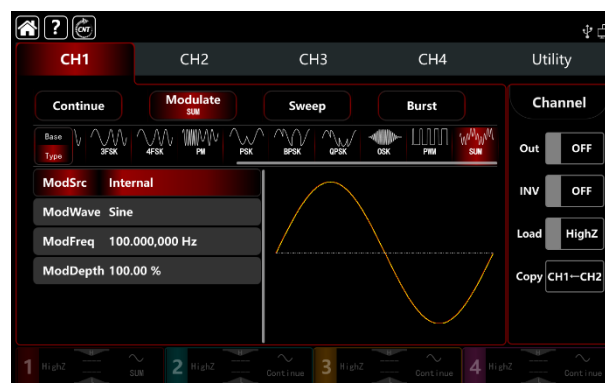 ? CNT
CH1 CH2 CH3 CH4 Utility
Continue Modulate SUM Sweep Burst Channel
Base Type 3FSK 4FSK PM PSK BPSK QPSK OSK PWM SUM
Out OFF
ModSrc Internal
INV OFF
ModWave Sine
ModFreq 100.000,000 Hz
Load HighZ
ModDepth 100.00 %
Copy CH1←CH2
1 HighZ SUM 2 HighZ Continue 3 HighZ Continue 4 HighZ Continue